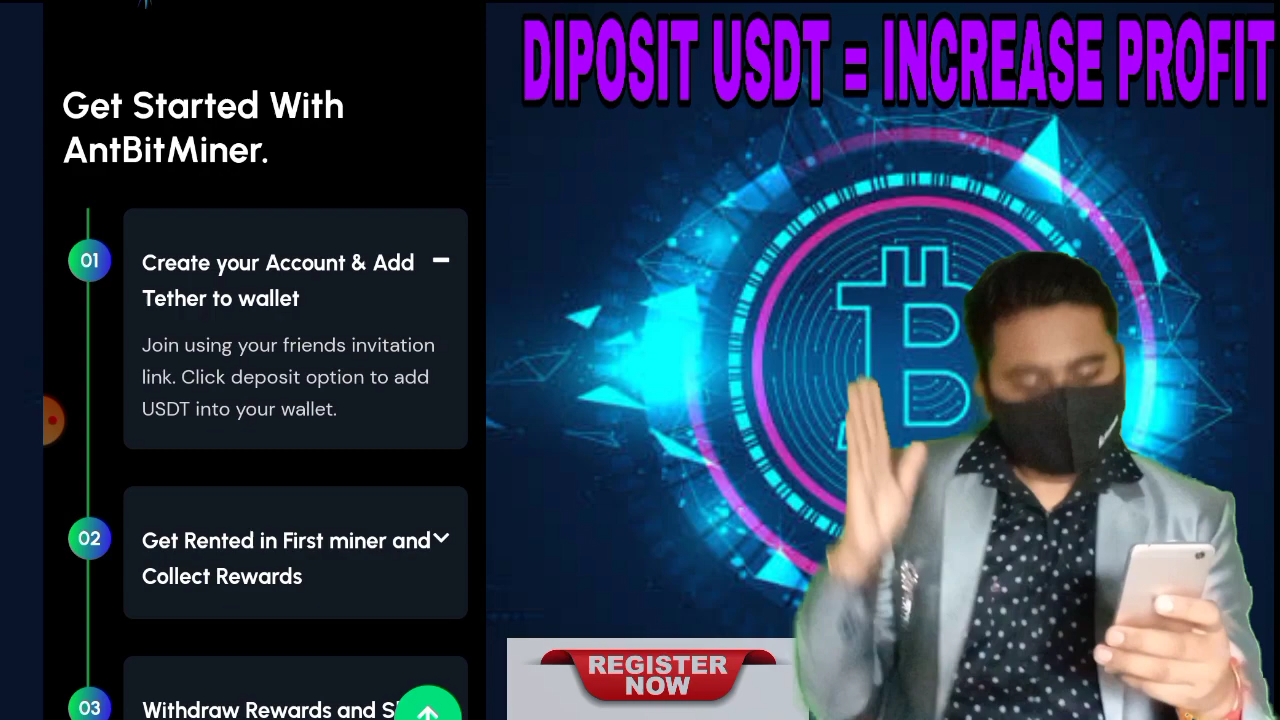 DIPOSIT USDT = INCREASE PROFIT
Get Started With
AntBitMiner.
01
Create your Account & Add
Tether to wallet
Join using your friends invitation
link. Click deposit option to add
USDT into your wallet.
02
Get Rented in First miner and
Collect Rewards
03
Withdraw Rewards and
REGISTER
NOW